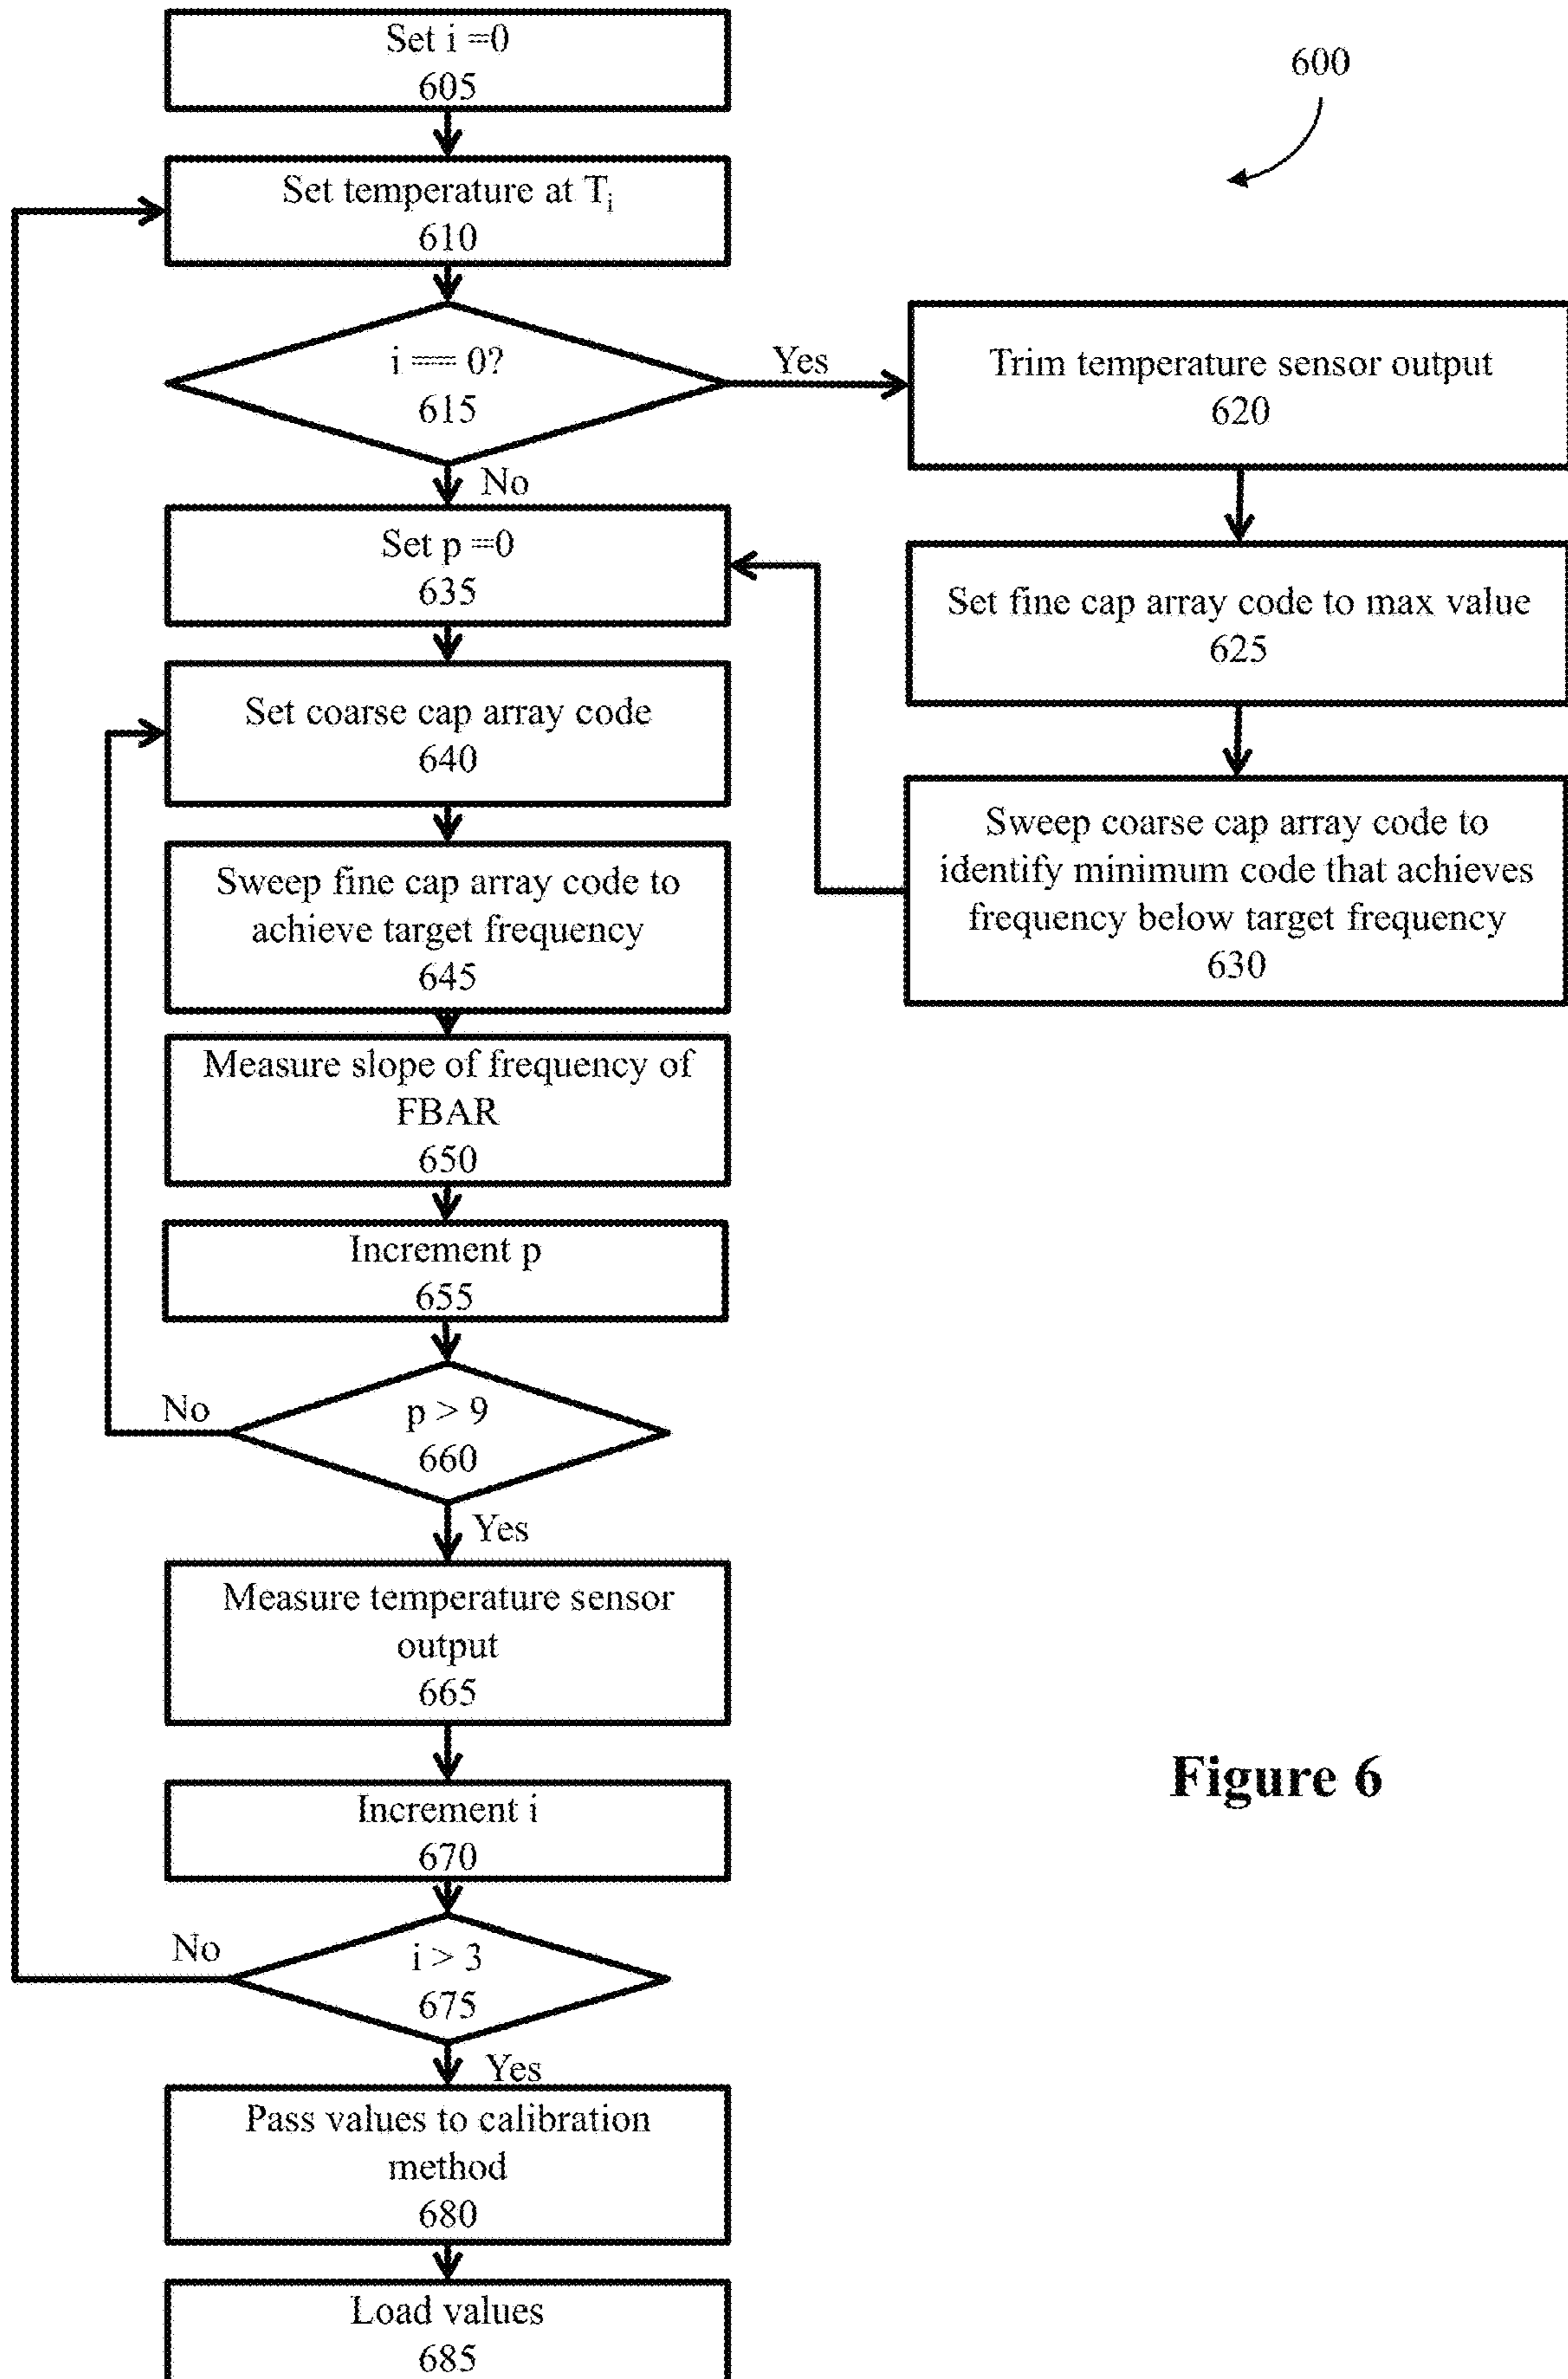 Set i =0
605
600
Set temperature at Ti
610
i == 0?
615
Yes
No
Trim temperature sensor output
620
Set fine cap array code to max value
625
Sweep coarse cap array code to
identify minimum code that achieves
frequency below target frequency
630
Set p =0
635
Set coarse cap array code
640
Sweep fine cap array code to
achieve target frequency
645
Measure slope of frequency of
FBAR
650
Increment p
655
p > 9
660
No
Yes
Measure temperature sensor
output
665
Increment i
670
i > 3
675
No
Yes
Pass values to calibration
method
680
Load values
685
Figure 6